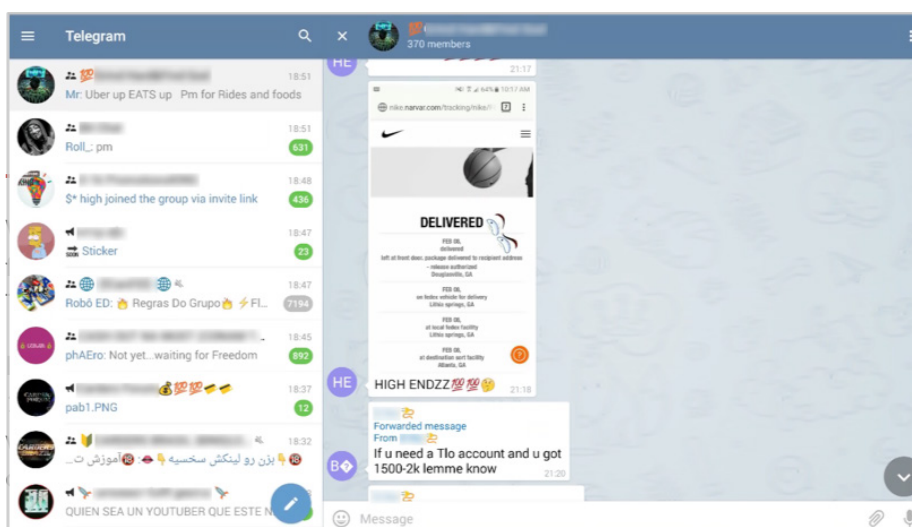 Telegram
370 members
18:51
Mr: Uber up EATS up Pm for Rides and foods
18:51
Roll_: pm
631
18:48
$* high joined the group via invite link
436
18:47
Sticker
23
18:47
Robô ED: 🔥 Regras Do Grupo🔥 ⚡Fl...
7194
18:45
phAEro: Not yet...waiting for Freedom
892
💰💯💯
18:37
pab1.PNG
12
18:32
QUIEN SEA UN YOUTUBER QUE ESTE N
HE
21:17
64% 10:17 AM
nike.narvar.com/tracking/nike/
DELIVERED
FEB 08,
delivered
left at front door. package delivered to recipient address
- release authorized
Douglasville, GA
FEB 08,
on fedex vehicle for delivery
Lithia springs, GA
FEB 08,
at local fedex facility
Lithia springs, GA
FEB 08,
at destination sort facility
Atlanta, GA
HE
HIGH ENDZZ💯💯🤔
21:18
Forwarded message
From
If u need a Tlo account and u got
1500-2k lemme know
21:20
Message